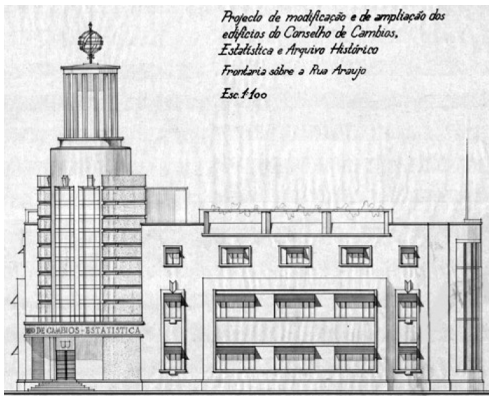 Projecto de modificação e de ampliação dos
edifícios do Conselho de Cambios,
Estatística e Arquivo Histórico
Frontaria sôbre a Rua Araujo
Esc. 1:100
DE CAMBIOS - ESTATISTICA